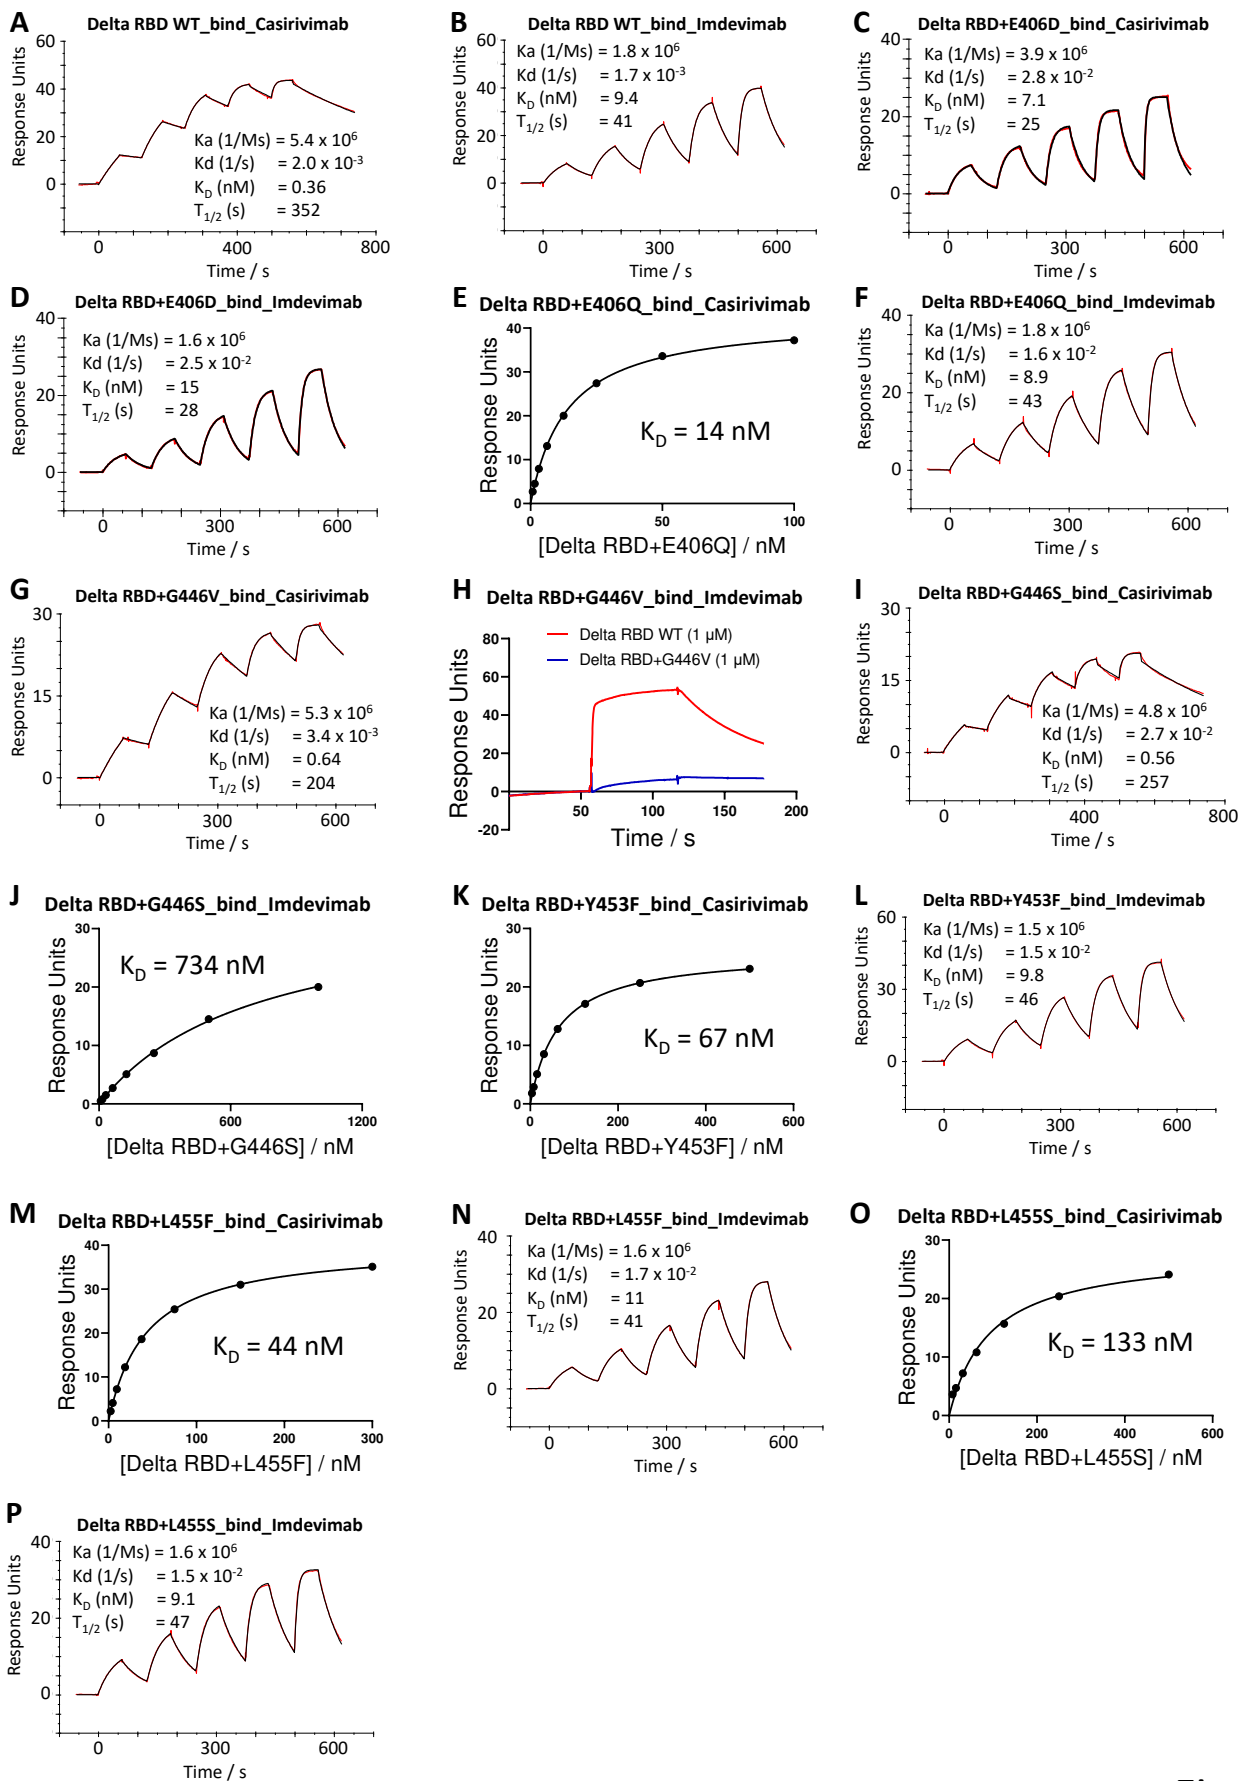 A
Delta RBD WT_bind_Casirivimab
60
40
20
0
Response Units
Ka (1/Ms) = 5.4 x 10⁶
Kd (1/s) = 2.0 x 10⁻³
K_D (nM) = 0.36
T_1/2 (s) = 352
0 400 800
Time / s
B
Delta RBD WT_bind_Imdevimab
60
40
20
0
Response Units
Ka (1/Ms) = 1.8 x 10⁶
Kd (1/s) = 1.7 x 10⁻³
K_D (nM) = 9.4
T_1/2 (s) = 41
0 300 600
Time / s
C
Delta RBD+E406D_bind_Casirivimab
40
20
0
Response Units
Ka (1/Ms) = 3.9 x 10⁶
Kd (1/s) = 2.8 x 10⁻²
K_D (nM) = 7.1
T_1/2 (s) = 25
0 300 600
Time / s
D
Delta RBD+E406D_bind_Imdevimab
40
20
0
Response Units
Ka (1/Ms) = 1.6 x 10⁶
Kd (1/s) = 2.5 x 10⁻²
K_D (nM) = 15
T_1/2 (s) = 28
0 300 600
Time / s
E
Delta RBD+E406Q_bind_Casirivimab
40
30
20
10
0
Response Units
K_D = 14 nM
0 50 100
[Delta RBD+E406Q] / nM
F
Delta RBD+E406Q_bind_Imdevimab
40
20
0
Response Units
Ka (1/Ms) = 1.8 x 10⁶
Kd (1/s) = 1.6 x 10⁻²
K_D (nM) = 8.9
T_1/2 (s) = 43
0 300 600
Time / s
G
Delta RBD+G446V_bind_Casirivimab
30
15
0
Response Units
Ka (1/Ms) = 5.3 x 10⁶
Kd (1/s) = 3.4 x 10⁻³
K_D (nM) = 0.64
T_1/2 (s) = 204
0 300 600
Time / s
H
Delta RBD+G446V_bind_Imdevimab
80
60
40
20
0
-20
Response Units
Delta RBD WT (1 µM)
Delta RBD+G446V (1 µM)
50 100 150 200
Time / s
I
Delta RBD+G446S_bind_Casirivimab
30
15
0
Response Units
Ka (1/Ms) = 4.8 x 10⁶
Kd (1/s) = 2.7 x 10⁻²
K_D (nM) = 0.56
T_1/2 (s) = 257
0 400 800
Time / s
J
Delta RBD+G446S_bind_Imdevimab
30
20
10
0
Response Units
K_D = 734 nM
0 600 1200
[Delta RBD+G446S] / nM
K
Delta RBD+Y453F_bind_Casirivimab
30
20
10
0
Response Units
K_D = 67 nM
0 200 400 600
[Delta RBD+Y453F] / nM
L
Delta RBD+Y453F_bind_Imdevimab
60
30
0
Response Units
Ka (1/Ms) = 1.5 x 10⁶
Kd (1/s) = 1.5 x 10⁻²
K_D (nM) = 9.8
T_1/2 (s) = 46
0 300 600
Time / s
M
Delta RBD+L455F_bind_Casirivimab
40
30
20
10
0
Response Units
K_D = 44 nM
0 100 200 300
[Delta RBD+L455F] / nM
N
Delta RBD+L455F_bind_Imdevimab
40
20
0
Response Units
Ka (1/Ms) = 1.6 x 10⁶
Kd (1/s) = 1.7 x 10⁻²
K_D (nM) = 11
T_1/2 (s) = 41
0 300 600
Time / s
O
Delta RBD+L455S_bind_Casirivimab
30
20
10
0
Response Units
K_D = 133 nM
0 200 400 600
[Delta RBD+L455S] / nM
P
Delta RBD+L455S_bind_Imdevimab
40
20
0
Response Units
Ka (1/Ms) = 1.6 x 10⁶
Kd (1/s) = 1.5 x 10⁻²
K_D (nM) = 9.1
T_1/2 (s) = 47
0 300 600
Time / s